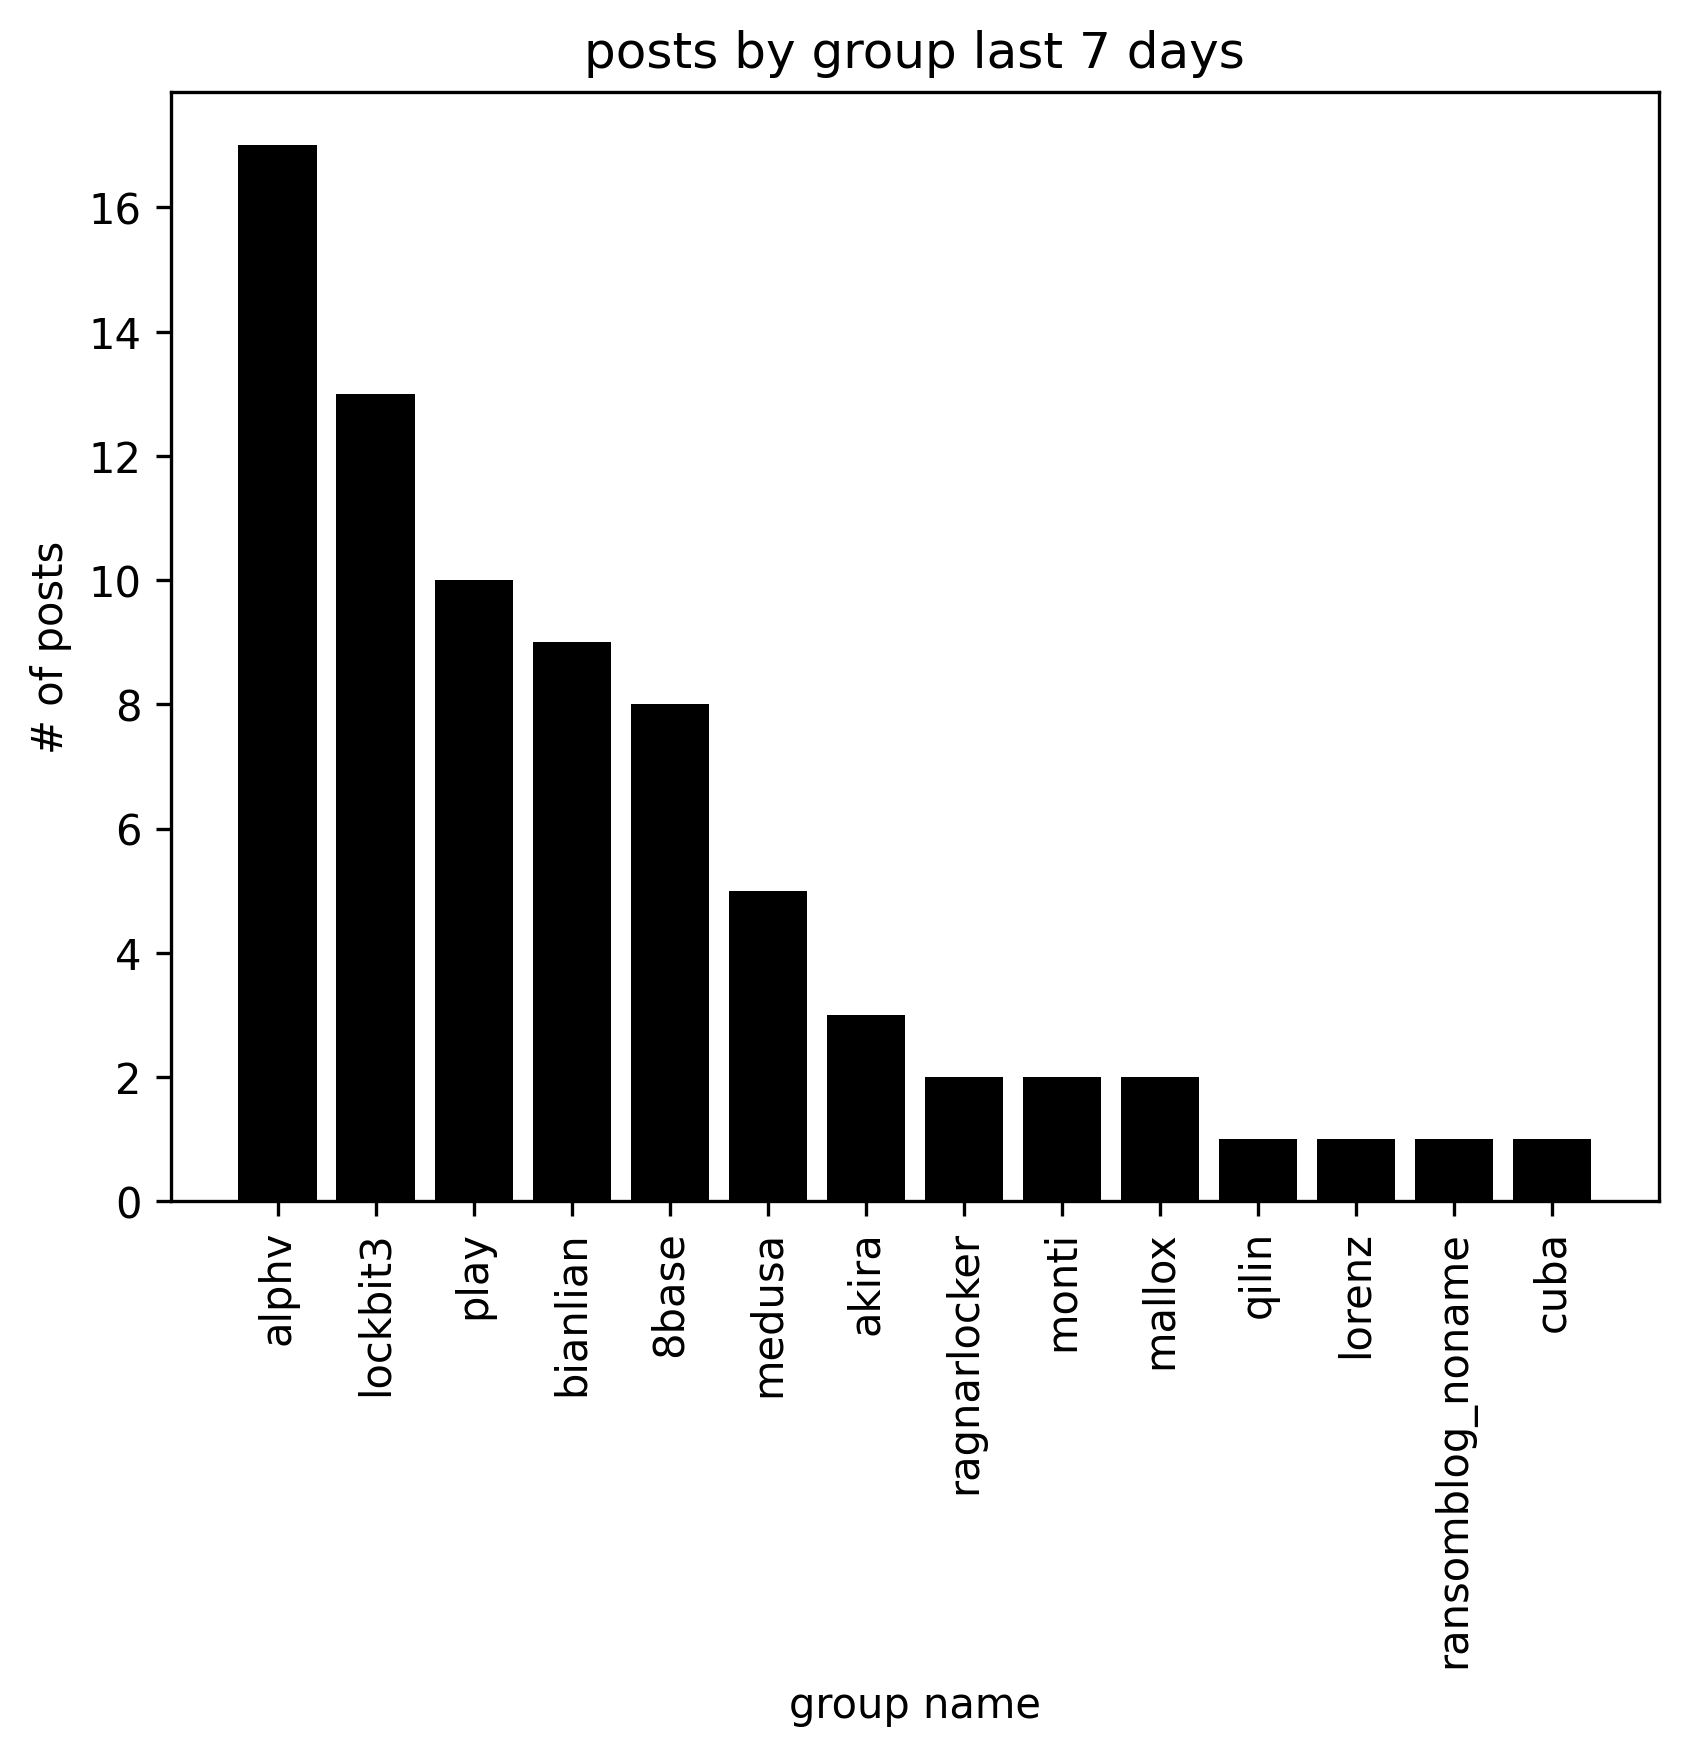 posts by group last 7 days
16
14
12
10
8
6
4
2
0
# of posts
alphv
lockbit3
play
bianlian
8base
medusa
akira
ragnarlocker
monti
mallox
qilin
lorenz
ransomblog_noname
cuba
group name